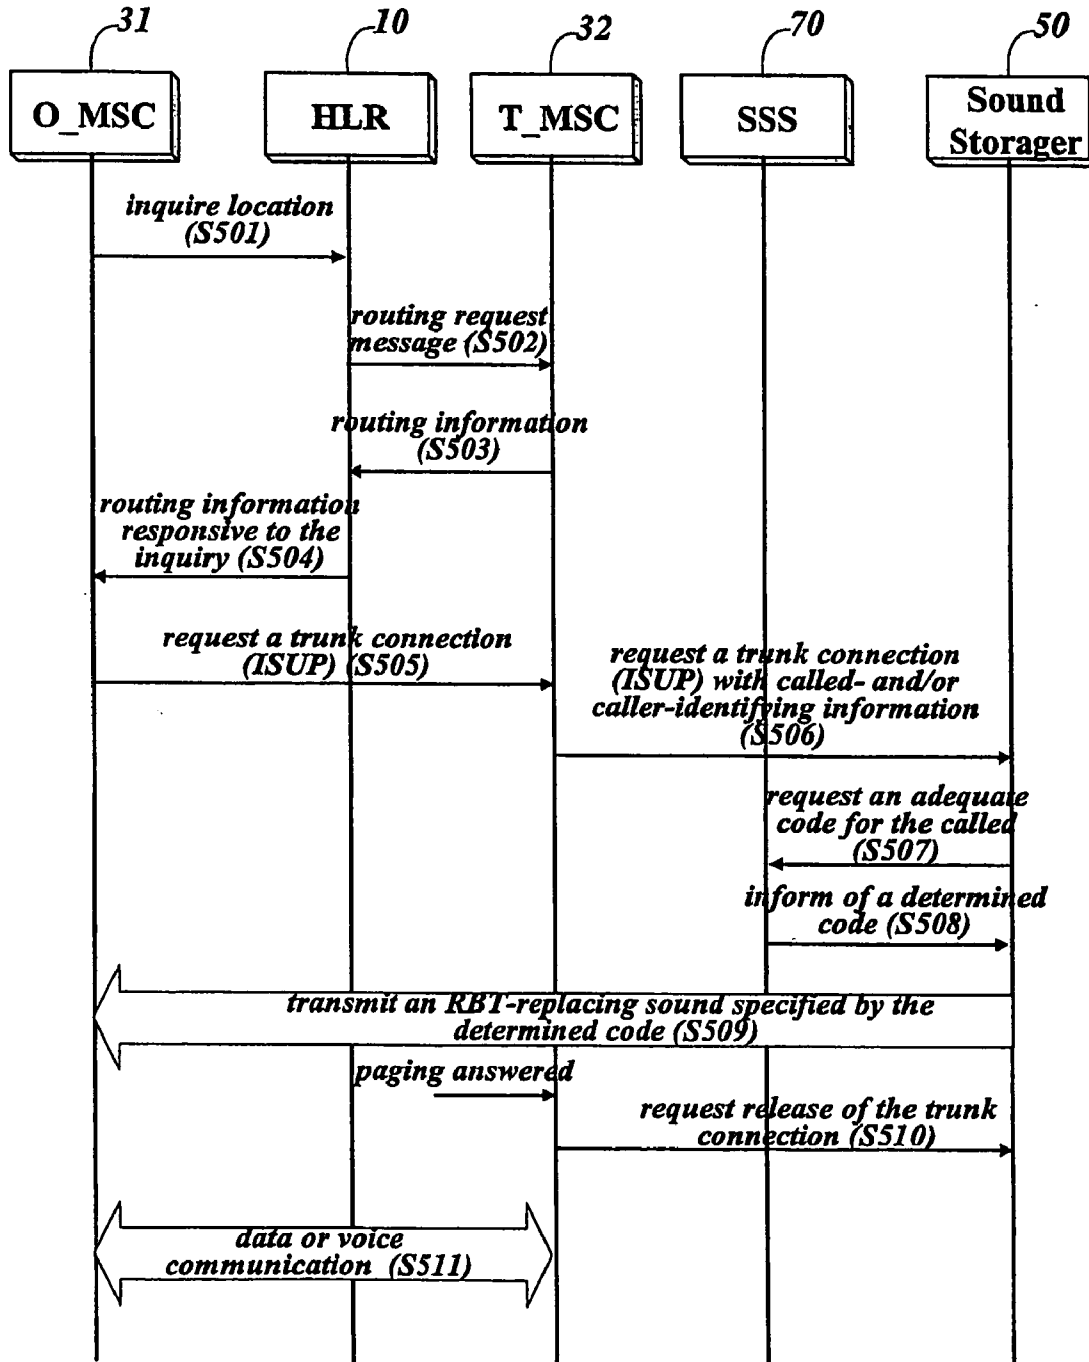 31
10
32
70
50
O_MSC
HLR
T_MSC
SSS
Sound
Storager
inquire location
(S501)
routing request
message (S502)
routing information
(S503)
routing information
responsive to the
inquiry (S504)
request a trunk connection
(ISUP) (S505)
request a trunk connection
(ISUP) with called- and/or
caller-identifying information
(S506)
request an adequate
code for the called
(S507)
inform of a determined
code (S508)
transmit an RBT-replacing sound specified by the
determined code (S509)
paging answered
request release of the trunk
connection (S510)
data or voice
communication (S511)